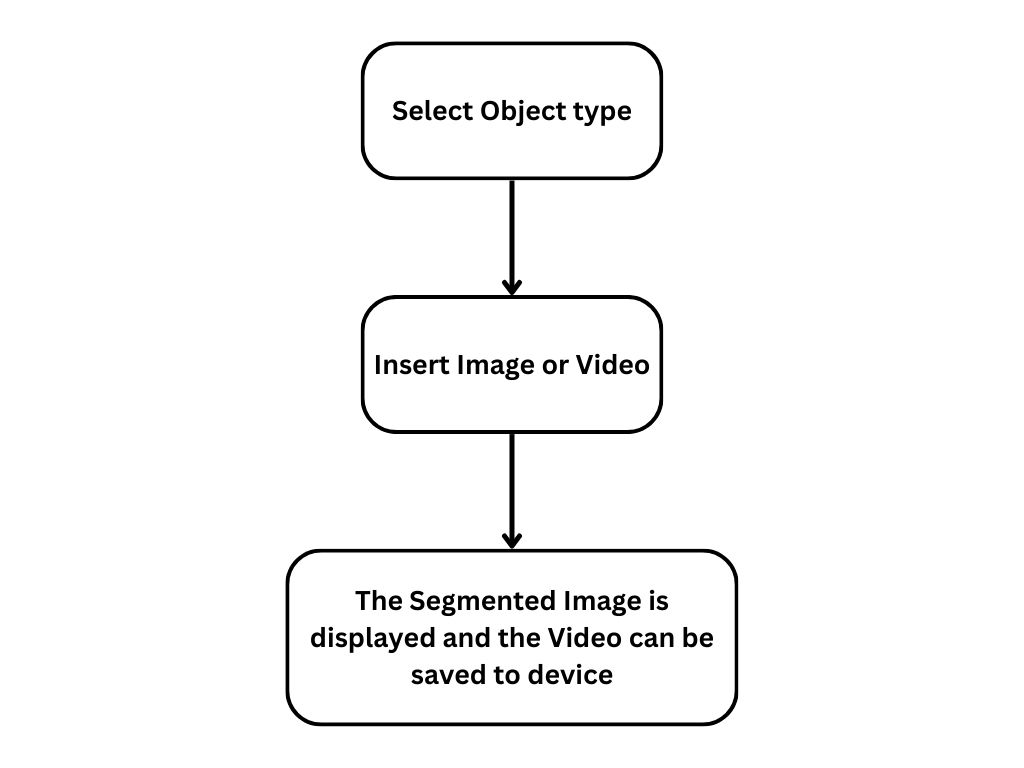 Select Object type
Insert Image or Video
The Segmented Image is
displayed and the Video can be
saved to device